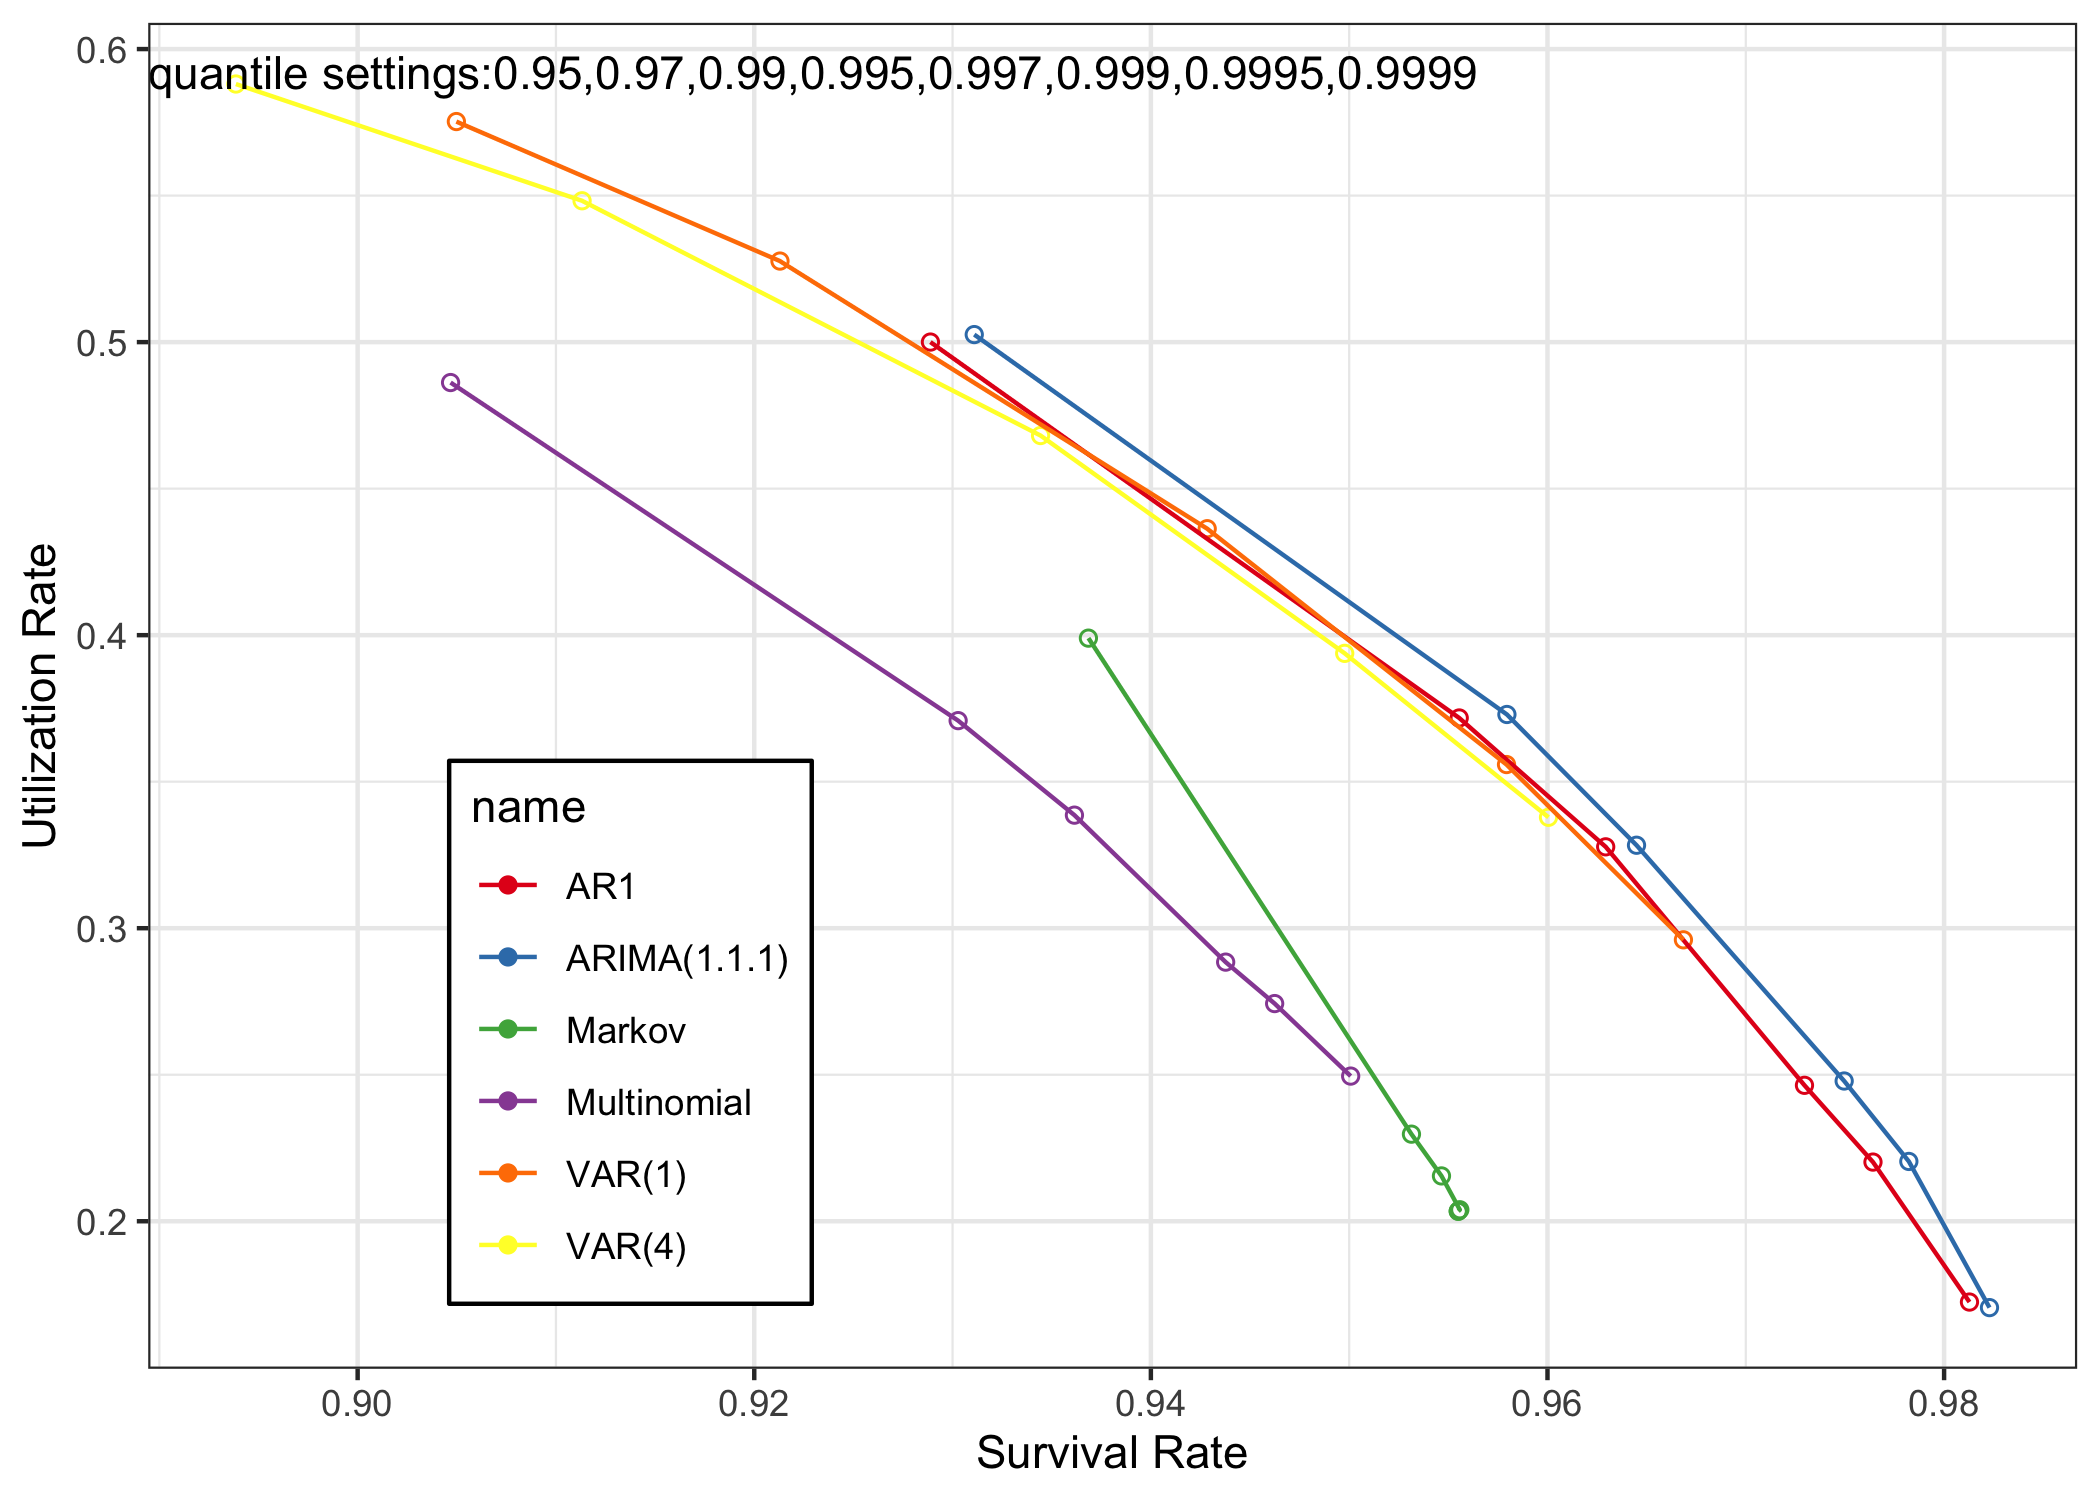 quantile settings:0.95,0.97,0.99,0.995,0.997,0.999,0.9995,0.9999
0.6
0.5
0.4
0.3
0.2
Utilization Rate
name
AR1
ARIMA(1.1.1)
Markov
Multinomial
VAR(1)
VAR(4)
0.90 0.92 0.94 0.96 0.98
Survival Rate